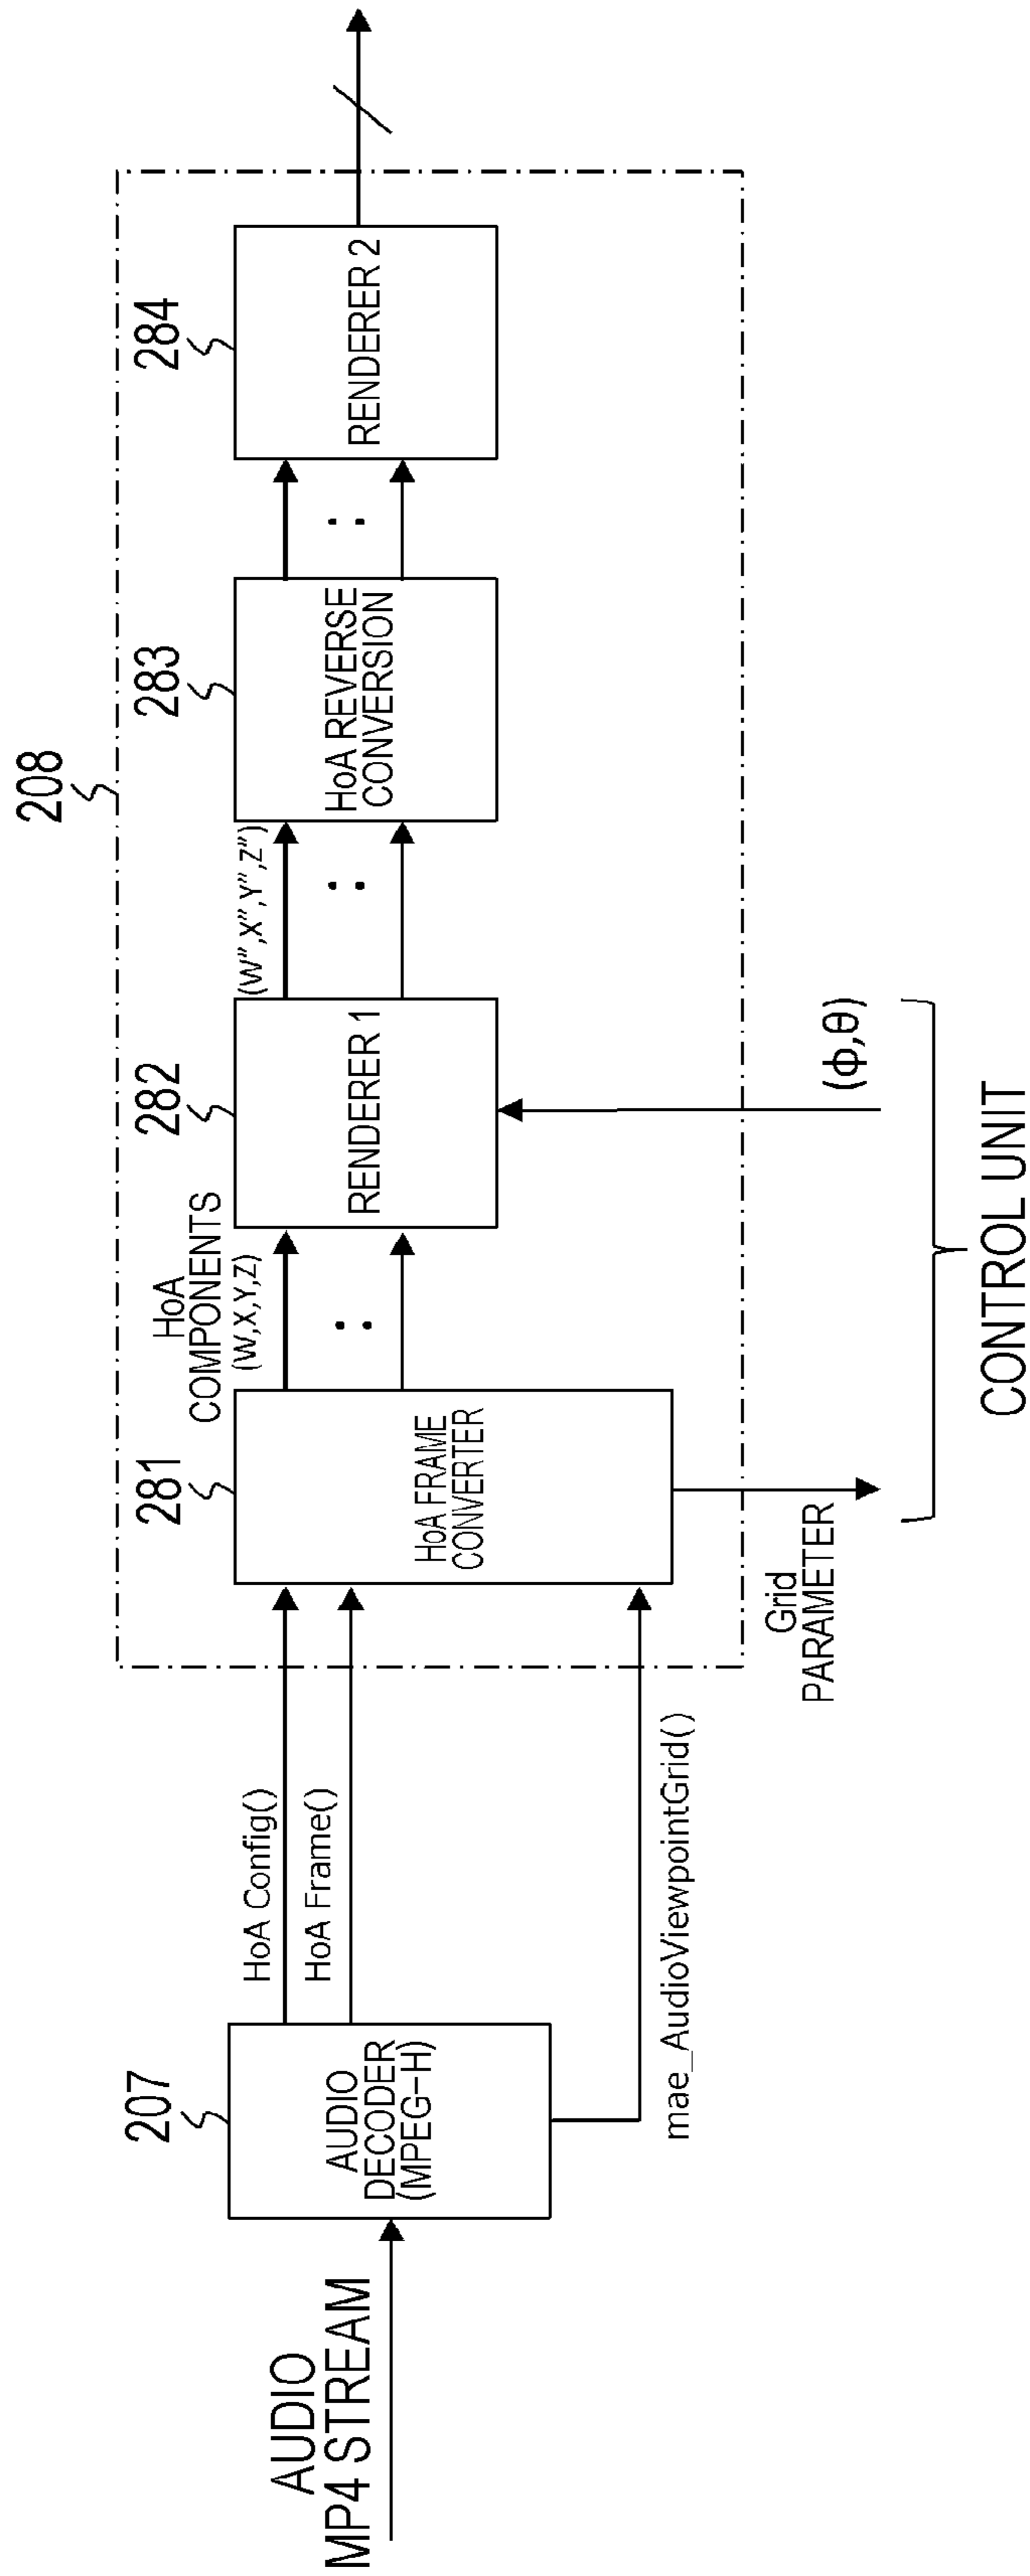 208
AUDIO
MP4 STREAM
207
AUDIO
DECODER
(MPEG-H)
HoA Config()
HoA Frame()
mae_AudioViewpointGrid()
281
HoA FRAME
CONVERTER
Grid
PARAMETER
HoA
COMPONENTS
(W,X,Y,Z)
282
RENDERER 1
(Φ,θ)
CONTROL UNIT
(W",X",Y",Z")
283
HoA REVERSE
CONVERSION
284
RENDERER 2